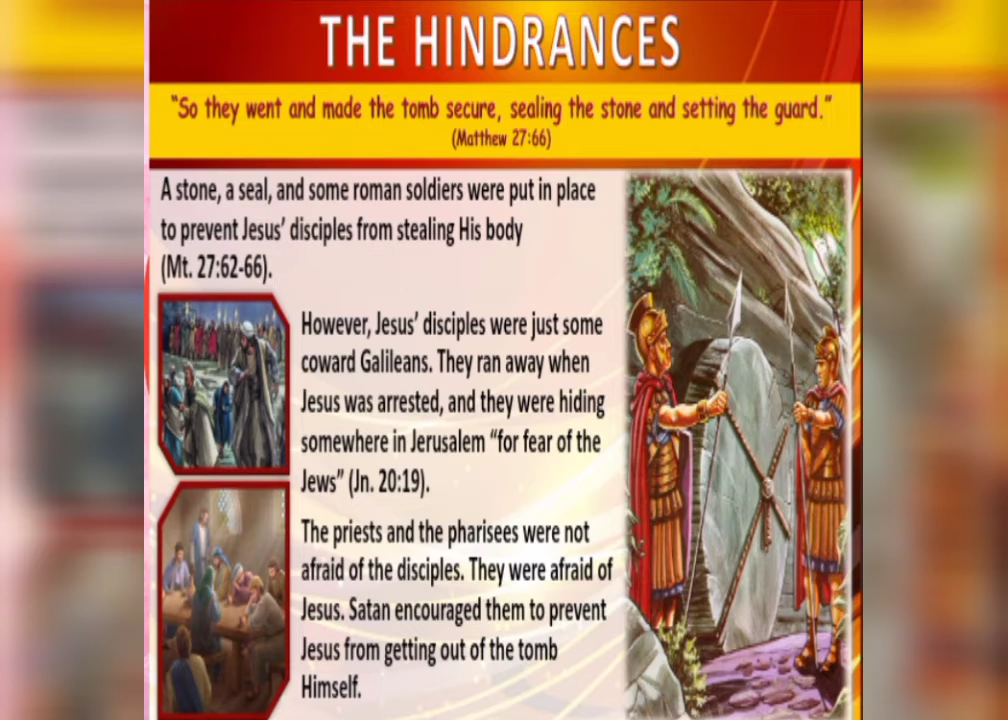 THE HINDRANCES
“So they went and made the tomb secure, sealing the stone and setting the guard.”
(Matthew 27:66)
A stone, a seal, and some roman soldiers were put in place
to prevent Jesus’ disciples from stealing His body
(Mt. 27:62-66).
However, Jesus’ disciples were just some
coward Galileans. They ran away when
Jesus was arrested, and they were hiding
somewhere in Jerusalem “for fear of the
Jews” (Jn. 20:19).
The priests and the pharisees were not
afraid of the disciples. They were afraid of
Jesus. Satan encouraged them to prevent
Jesus from getting out of the tomb
Himself.